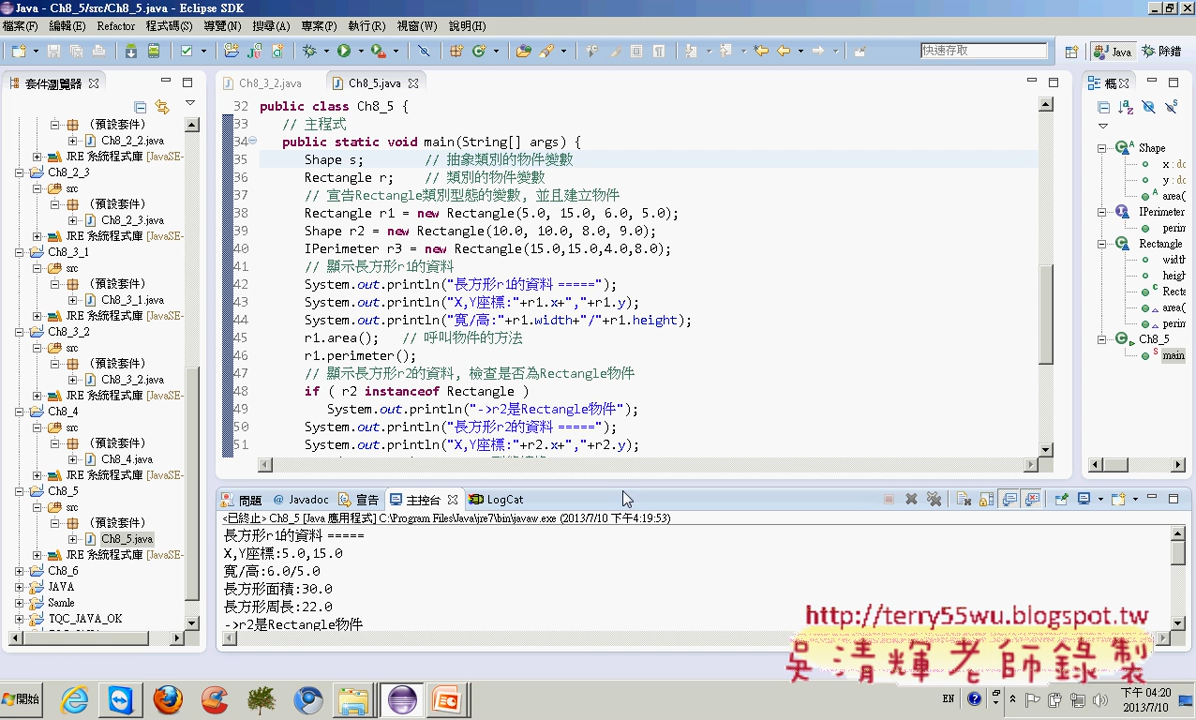 Java - Ch8_5/src/Ch8_5.java - Eclipse SDK
檔案(F) 編輯(E) Refactor 程式碼(S) 導覽(N) 搜尋(A) 專案(P) 執行(R) 視窗(W) 說明(H)
快速存取
Java
除錯
套件瀏覽器
(預設套件)
Ch8_2_2.java
JRE 系統程式庫 [JavaSE-
Ch8_2_3
src
(預設套件)
Ch8_2_3.java
JRE 系統程式庫 [JavaSE-
Ch8_3_1
src
(預設套件)
Ch8_3_1.java
JRE 系統程式庫 [JavaSE-
Ch8_3_2
src
(預設套件)
Ch8_3_2.java
JRE 系統程式庫 [JavaSE-
Ch8_4
src
(預設套件)
Ch8_4.java
JRE 系統程式庫 [JavaSE-
Ch8_5
src
(預設套件)
Ch8_5.java
JRE 系統程式庫 [JavaSE-
Ch8_6
JAVA
Samle
TQC_JAVA_OK
Ch8_3_2.java
Ch8_5.java
32 public class Ch8_5 {
33 // 主程式
34 public static void main(String[] args) {
35 Shape s; // 抽象類別的物件變數
36 Rectangle r; // 類別的物件變數
37 // 宣告Rectangle類別型態的變數, 並且建立物件
38 Rectangle r1 = new Rectangle(5.0, 15.0, 6.0, 5.0);
39 Shape r2 = new Rectangle(10.0, 10.0, 8.0, 9.0);
40 IPerimeter r3 = new Rectangle(15.0,15.0,4.0,8.0);
41 // 顯示長方形r1的資料
42 System.out.println("長方形r1的資料 =====");
43 System.out.println("X,Y座標:"+r1.x+","+r1.y);
44 System.out.println("寬/高:"+r1.width+"/"+r1.height);
45 r1.area(); // 呼叫物件的方法
46 r1.perimeter();
47 // 顯示長方形r2的資料, 檢查是否為Rectangle物件
48 if ( r2 instanceof Rectangle )
49 System.out.println("->r2是Rectangle物件");
50 System.out.println("長方形r2的資料 =====");
51 System.out.println("X,Y座標:"+r2.x+","+r2.y);
概
Shape
x : dc
y : dc
area(
IPerimeter
perin
Rectangle
width
heigh
Recta
area(
perin
Ch8_5
main
問題
@ Javadoc
宣告
主控台
LogCat
<已終止> Ch8_5 [Java 應用程式] C:\Program Files\Java\jre7\bin\javaw.exe (2013/7/10 下午4:19:53)
長方形r1的資料 =====
X,Y座標:5.0,15.0
寬/高:6.0/5.0
長方形面積:30.0
長方形周長:22.0
->r2是Rectangle物件
http://terry55wu.blogspot.tw
吳清輝老師錄製
開始
EN
下午 04:20
2013/7/10